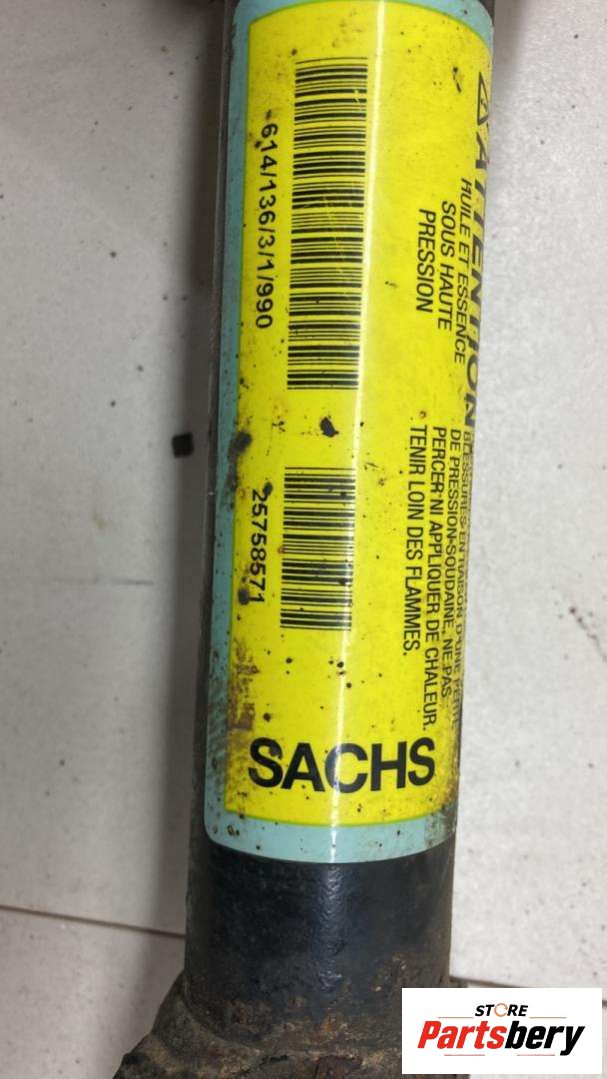 ATTENTION
HUILE ET ESSENCE
SOUS HAUTE
PRESSION
BLESSURES EN RAISON D'UNE PERTE
DE PRESSION SOUDAINE. NE PAS
PERCER NI APPLIQUER DE CHALEUR.
TENIR LOIN DES FLAMMES.
614/136/3/1/990
25758571
SACHS
STORE
Partsbery